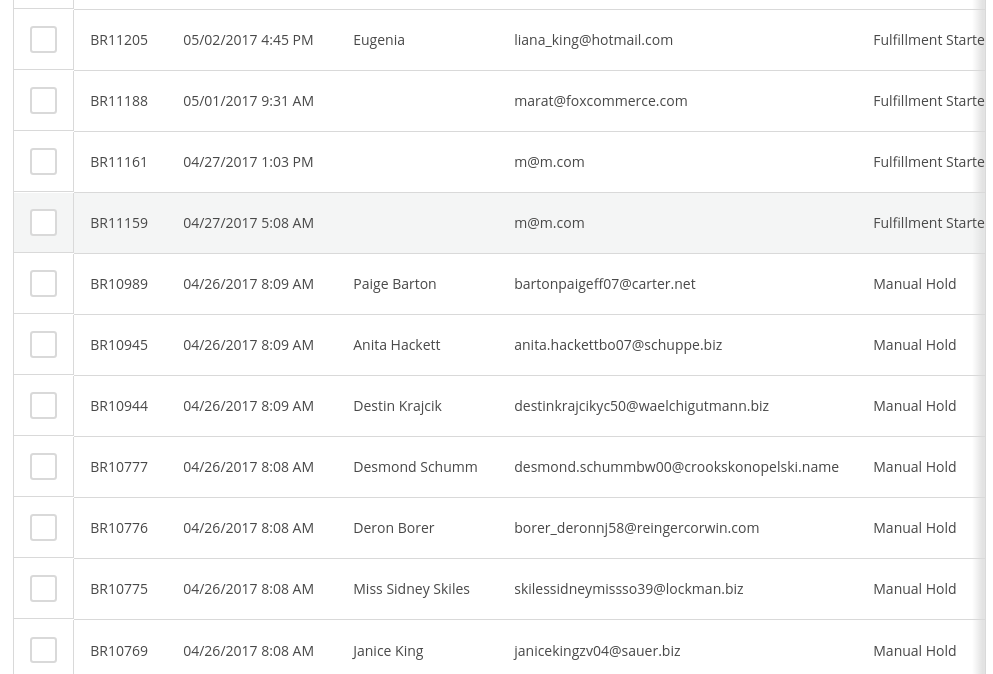 BR11205 05/02/2017 4:45 PM Eugenia liana_king@hotmail.com Fulfillment Starte
BR11188 05/01/2017 9:31 AM marat@foxcommerce.com Fulfillment Starte
BR11161 04/27/2017 1:03 PM m@m.com Fulfillment Starte
BR11159 04/27/2017 5:08 AM m@m.com Fulfillment Starte
BR10989 04/26/2017 8:09 AM Paige Barton bartonpaigeff07@carter.net Manual Hold
BR10945 04/26/2017 8:09 AM Anita Hackett anita.hackettbo07@schuppe.biz Manual Hold
BR10944 04/26/2017 8:09 AM Destin Krajcik destinkrajcikyc50@waelchigutmann.biz Manual Hold
BR10777 04/26/2017 8:08 AM Desmond Schumm desmond.schummbw00@crookskonopelski.name Manual Hold
BR10776 04/26/2017 8:08 AM Deron Borer borer_deronnj58@reingercorwin.com Manual Hold
BR10775 04/26/2017 8:08 AM Miss Sidney Skiles skilessidneymissso39@lockman.biz Manual Hold
BR10769 04/26/2017 8:08 AM Janice King janicekingzv04@sauer.biz Manual Hold